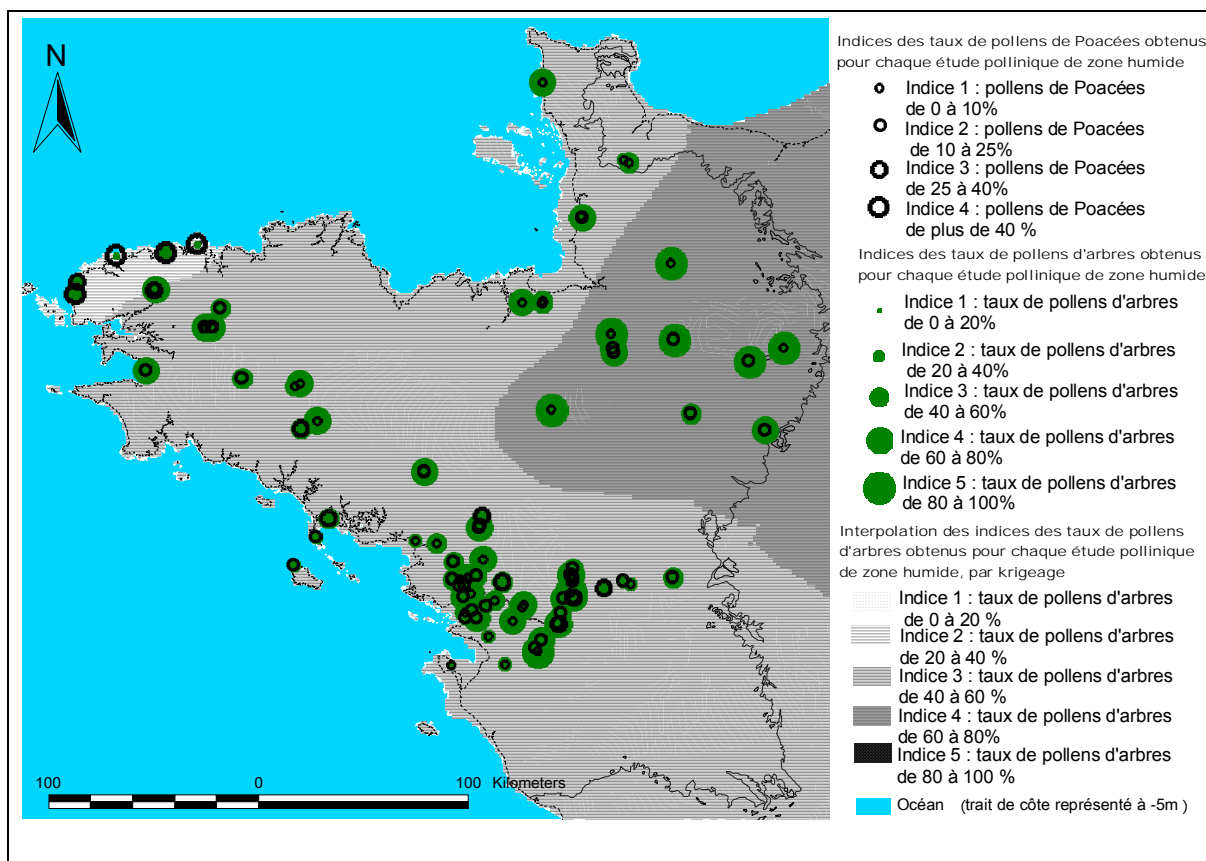 N
100
0
100
Kilometers
Indices des taux de pollens de Poacées obtenus
pour chaque étude pollinique de zone humide
Indice 1 : pollens de Poacées
de 0 à 10%
Indice 2 : pollens de Poacées
de 10 à 25%
Indice 3 : pollens de Poacées
de 25 à 40%
Indice 4 : pollens de Poacées
de plus de 40 %
Indices des taux de pollens d'arbres obtenus
pour chaque étude pollinique de zone humide
Indice 1 : taux de pollens d'arbres
de 0 à 20%
Indice 2 : taux de pollens d'arbres
de 20 à 40%
Indice 3 : taux de pollens d'arbres
de 40 à 60%
Indice 4 : taux de pollens d'arbres
de 60 à 80%
Indice 5 : taux de pollens d'arbres
de 80 à 100%
Interpolation des indices des taux de pollens
d'arbres obtenus pour chaque étude pollinique
de zone humide, par krigeage
Indice 1 : taux de pollens d'arbres
de 0 à 20 %
Indice 2 : taux de pollens d'arbres
de 20 à 40 %
Indice 3 : taux de pollens d'arbres
de 40 à 60 %
Indice 4 : taux de pollens d'arbres
de 60 à 80%
Indice 5 : taux de pollens d'arbres
de 80 à 100 %
Océan (trait de côte représenté à -5m )